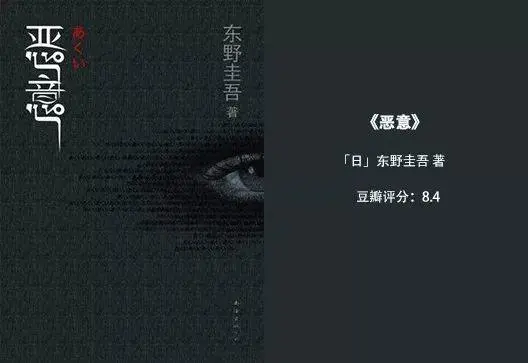 恶意
あくい
东野圭吾 著
《恶意》
「日」东野圭吾 著
豆瓣评分：8.4